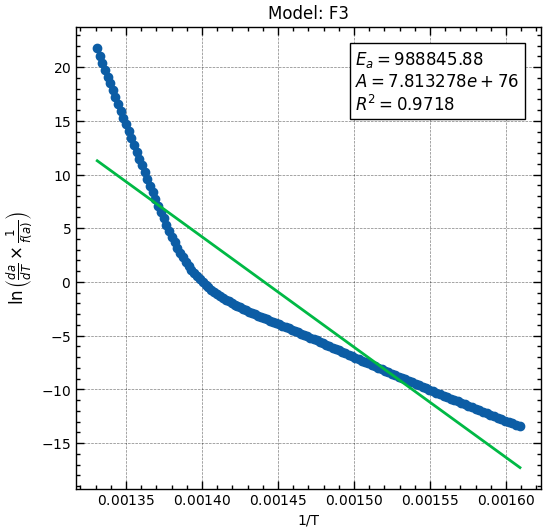 Model: F3
E_a = 988845.88
A = 7.813278e + 76
R^2 = 0.9718
20
15
10
5
0
−5
−10
−15
ln (da/dT × 1/f(a))
0.00135 0.00140 0.00145 0.00150 0.00155 0.00160
1/T